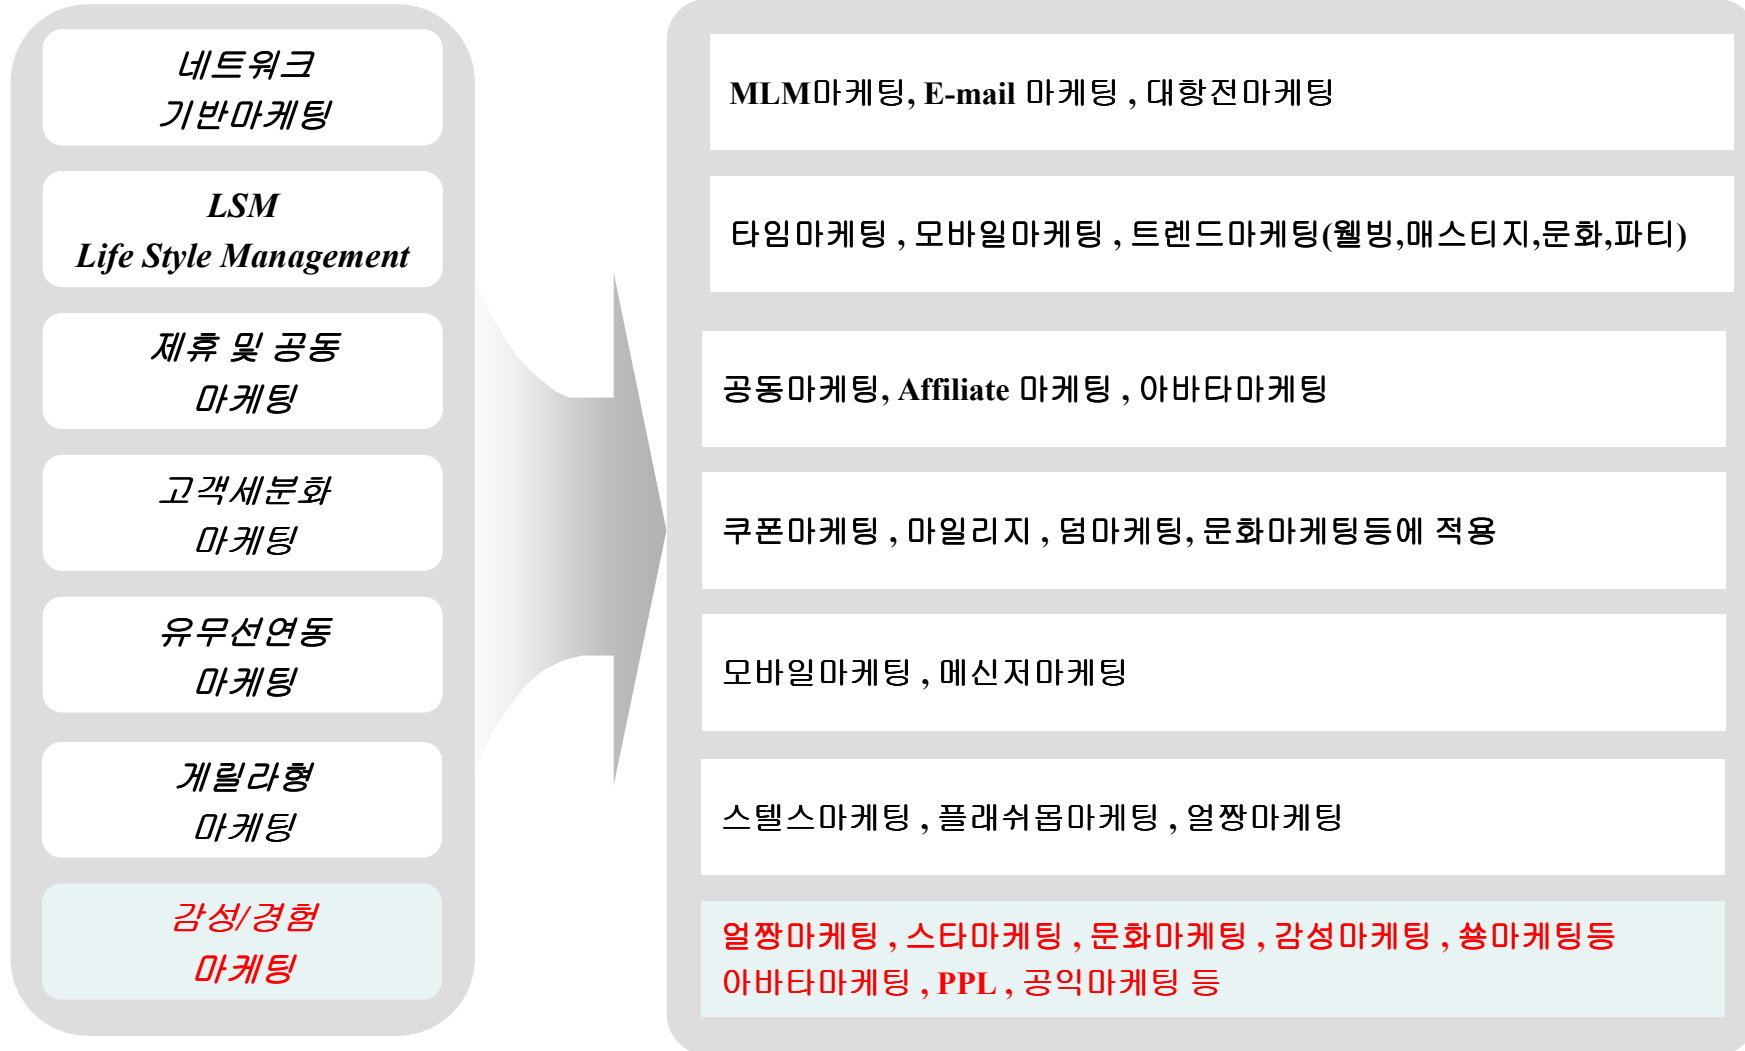 네트워크
기반마케팅
MLM마케팅, E-mail 마케팅 , 대항전마케팅
LSM
Life Style Management
타임마케팅 , 모바일마케팅 , 트렌드마케팅(웰빙,매스티지,문화,파티)
제휴 및 공동
마케팅
공동마케팅, Affiliate 마케팅 , 아바타마케팅
고객세분화
마케팅
쿠폰마케팅 , 마일리지 , 덤마케팅, 문화마케팅등에 적용
유무선연동
마케팅
모바일마케팅 , 메신저마케팅
게릴라형
마케팅
스텔스마케팅 , 플래쉬몹마케팅 , 얼짱마케팅
감성/경험
마케팅
얼짱마케팅 , 스타마케팅 , 문화마케팅 , 감성마케팅 , 쑝마케팅등
아바타마케팅 , PPL , 공익마케팅 등